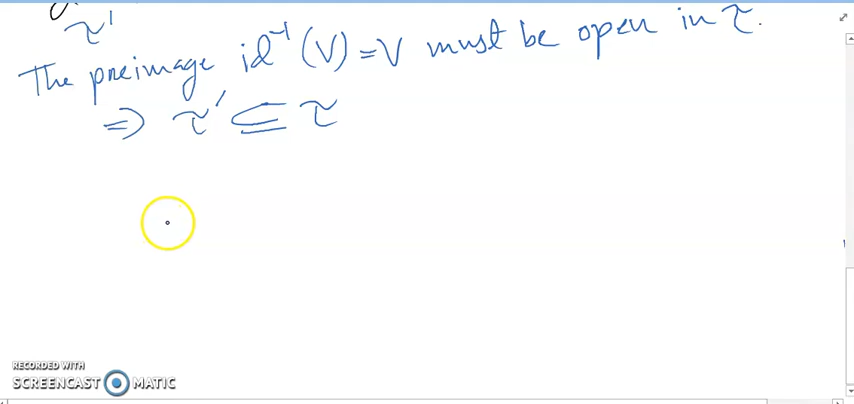 τ'
The preimage id⁻¹(V) = V must be open in τ.
⇒ τ' ⊆ τ
RECORDED WITH
SCREENCAST MATIC